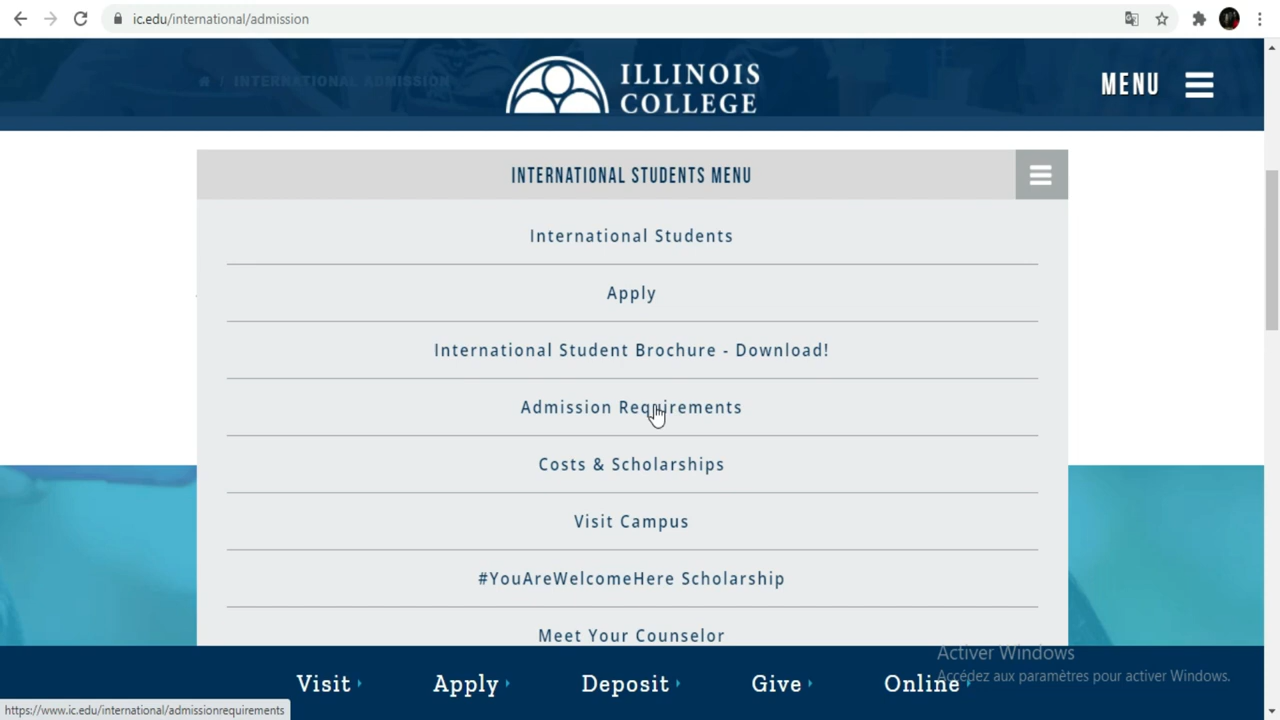 ic.edu/international/admission
/ INTERNATIONAL ADMISSION
ILLINOIS
COLLEGE
MENU
INTERNATIONAL STUDENTS MENU
International Students
Apply
International Student Brochure - Download!
Admission Requirements
Costs & Scholarships
Visit Campus
#YouAreWelcomeHere Scholarship
Meet Your Counselor
Activer Windows
Accédez aux paramètres pour activer Windows.
Visit
Apply
Deposit
Give
Online
https://www.ic.edu/international/admissionrequirements